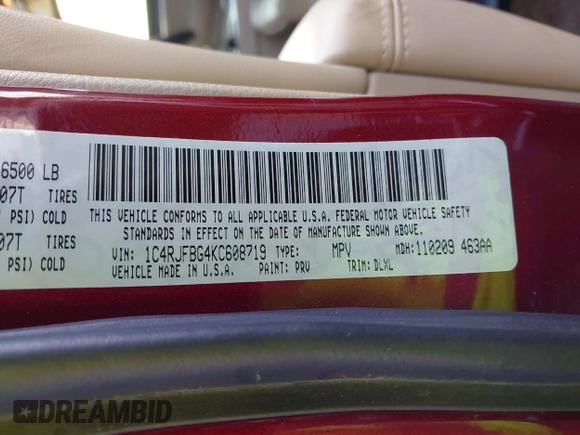 6500 LB
07T TIRES
PSI) COLD
07T TIRES
PSI) COLD
THIS VEHICLE CONFORMS TO ALL APPLICABLE U.S.A. FEDERAL MOTOR VEHICLE SAFETY
STANDARDS IN EFFECT ON THE DATE OF MANUFACTURE SHOWN ABOVE.
VIN: 1C4RJFBG4KC608719 TYPE: MPV MDH: 110209 463AA
VEHICLE MADE IN U.S.A. PAINT: PRV TRIM: DLXL
DREAMBID